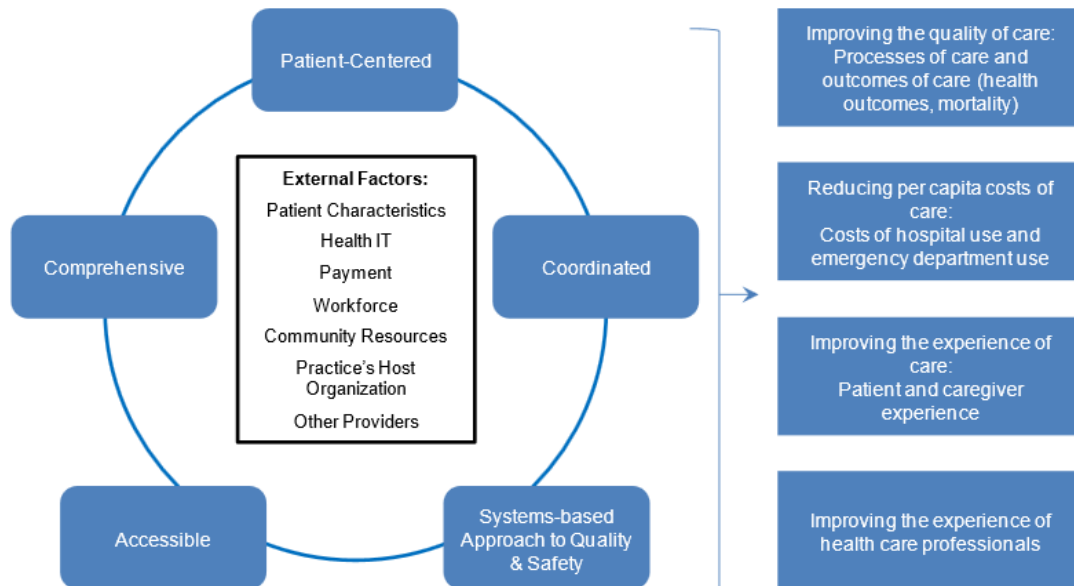 Patient-Centered
Comprehensive
External Factors:
Patient Characteristics
Health IT
Payment
Workforce
Community Resources
Practice’s Host
Organization
Other Providers
Coordinated
Accessible
Systems-based
Approach to Quality
& Safety
Improving the quality of care:
Processes of care and
outcomes of care (health
outcomes, mortality)
Reducing per capita costs of
care:
Costs of hospital use and
emergency department use
Improving the experience of
care:
Patient and caregiver
experience
Improving the experience of
health care professionals